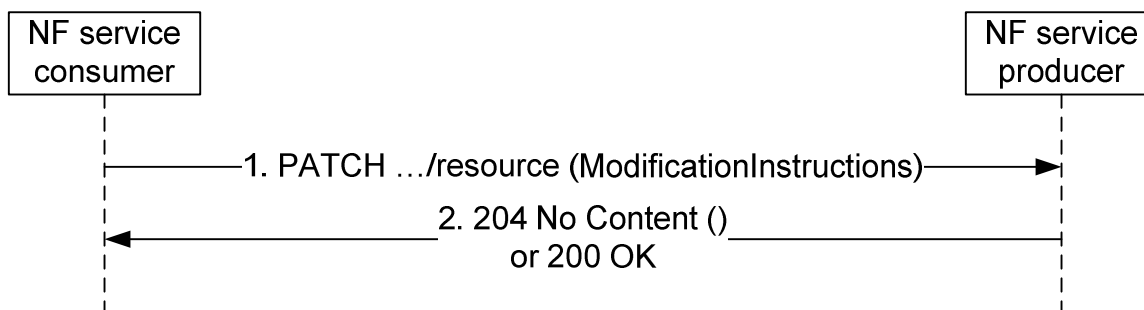 NF service
consumer
NF service
producer
1. PATCH …/resource (ModificationInstructions)
2. 204 No Content ()
or 200 OK